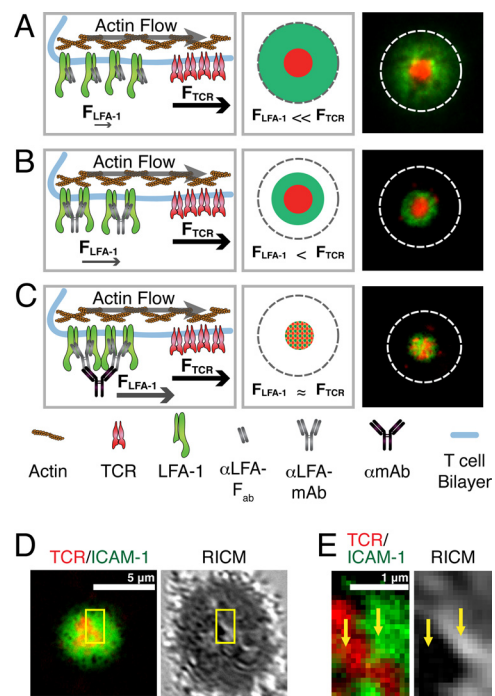 A
Actin Flow
F_TCR
F_LFA-1
F_LFA-1 << F_TCR
B
Actin Flow
F_TCR
F_LFA-1
F_LFA-1 < F_TCR
C
Actin Flow
F_TCR
F_LFA-1
F_LFA-1 ≈ F_TCR
Actin
TCR
LFA-1
αLFA-
F_ab
αLFA-
mAb
αmAb
T cell
Bilayer
D
TCR/ICAM-1
RICM
5 µm
E
TCR/
ICAM-1
RICM
1 µm